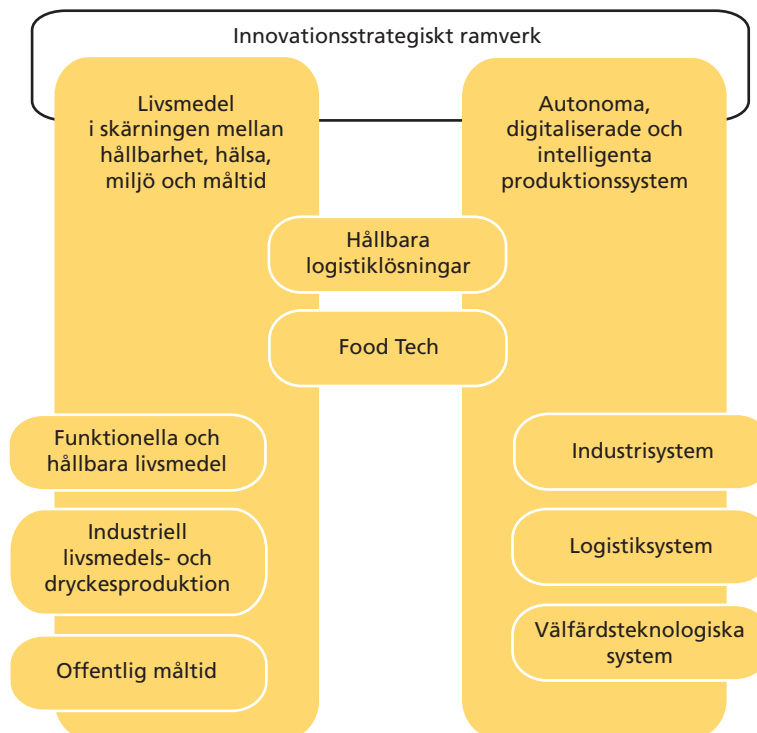 Innovationsstrategiskt ramverk
Livsmedel
i skärningen mellan
hållbarhet, hälsa,
miljö och måltid
Autonoma,
digitaliserade och
intelligenta
produktionssystem
Hållbara
logistiklösningar
Food Tech
Funktionella och
hållbara livsmedel
Industriell
livsmedels- och
dryckesproduktion
Offentlig måltid
Industrisystem
Logistiksystem
Välfärdsteknologiska
system